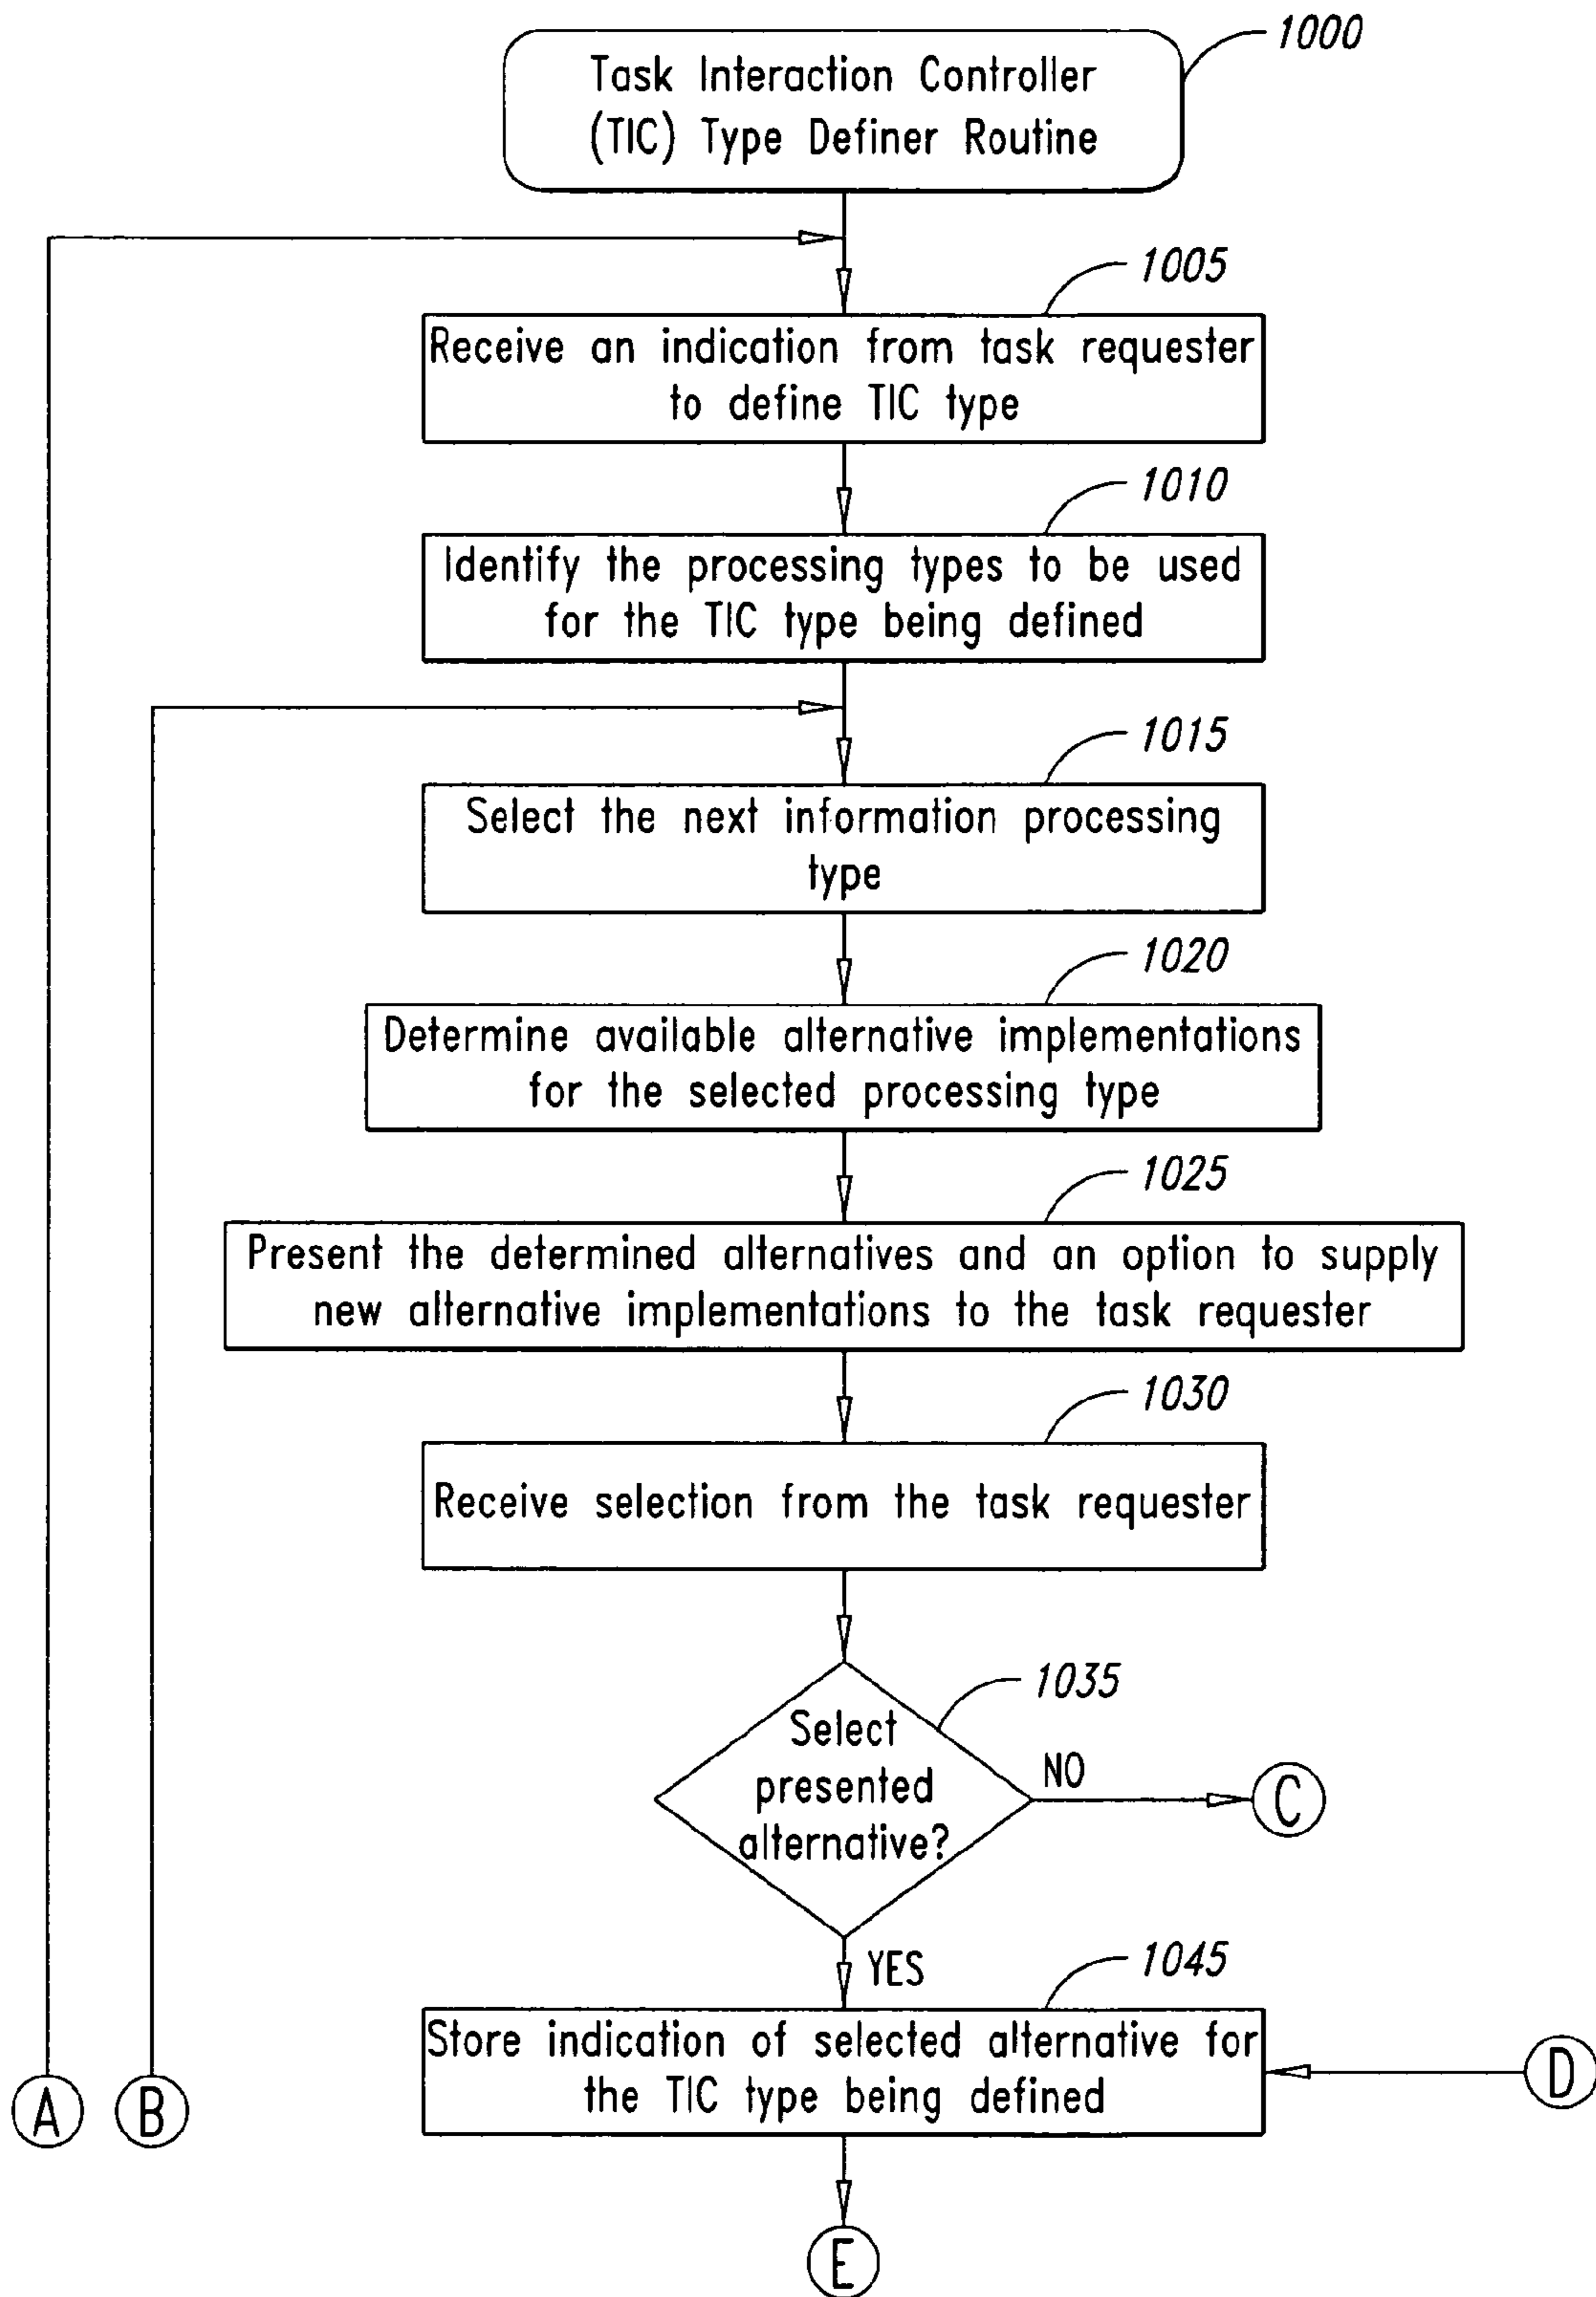 1000
Task Interaction Controller
(TIC) Type Definer Routine
1005
Receive an indication from task requester
to define TIC type
1010
Identify the processing types to be used
for the TIC type being defined
1015
Select the next information processing
type
1020
Determine available alternative implementations
for the selected processing type
1025
Present the determined alternatives and an option to supply
new alternative implementations to the task requester
1030
Receive selection from the task requester
1035
Select
presented
alternative?
NO
C
YES
1045
Store indication of selected alternative for
the TIC type being defined
A
B
D
E